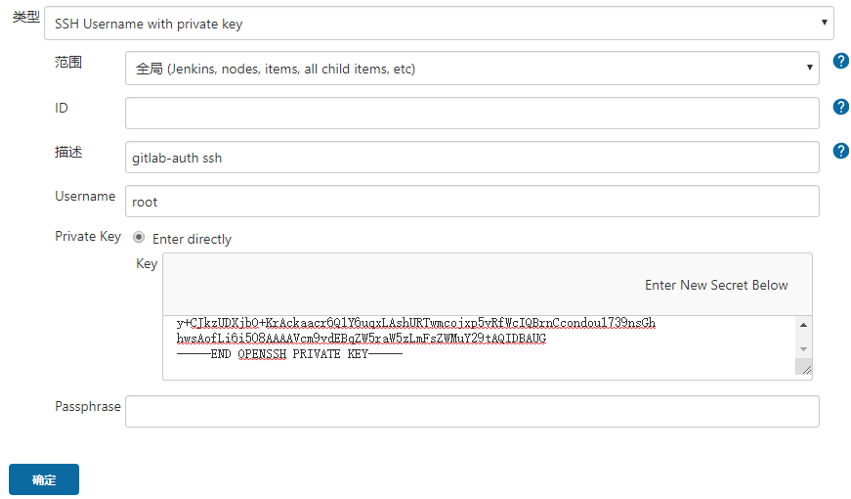 类型 SSH Username with private key
范围 全局 (Jenkins, nodes, items, all child items, etc)
ID
描述 gitlab-auth ssh
Username root
Private Key Enter directly
Key Enter New Secret Below
y+CJkzUDXjbO+KrAckaacr6Q1Y6uqxLAshURTwmcojxp5vRfWcIQBrnCcondoul739nsGh
hwsAofLi6i508AAAAVcm9vdEBqZW5raW5zLmFsZWMuY29tAQIDBAUG
-----END OPENSSH PRIVATE KEY-----
Passphrase
确定